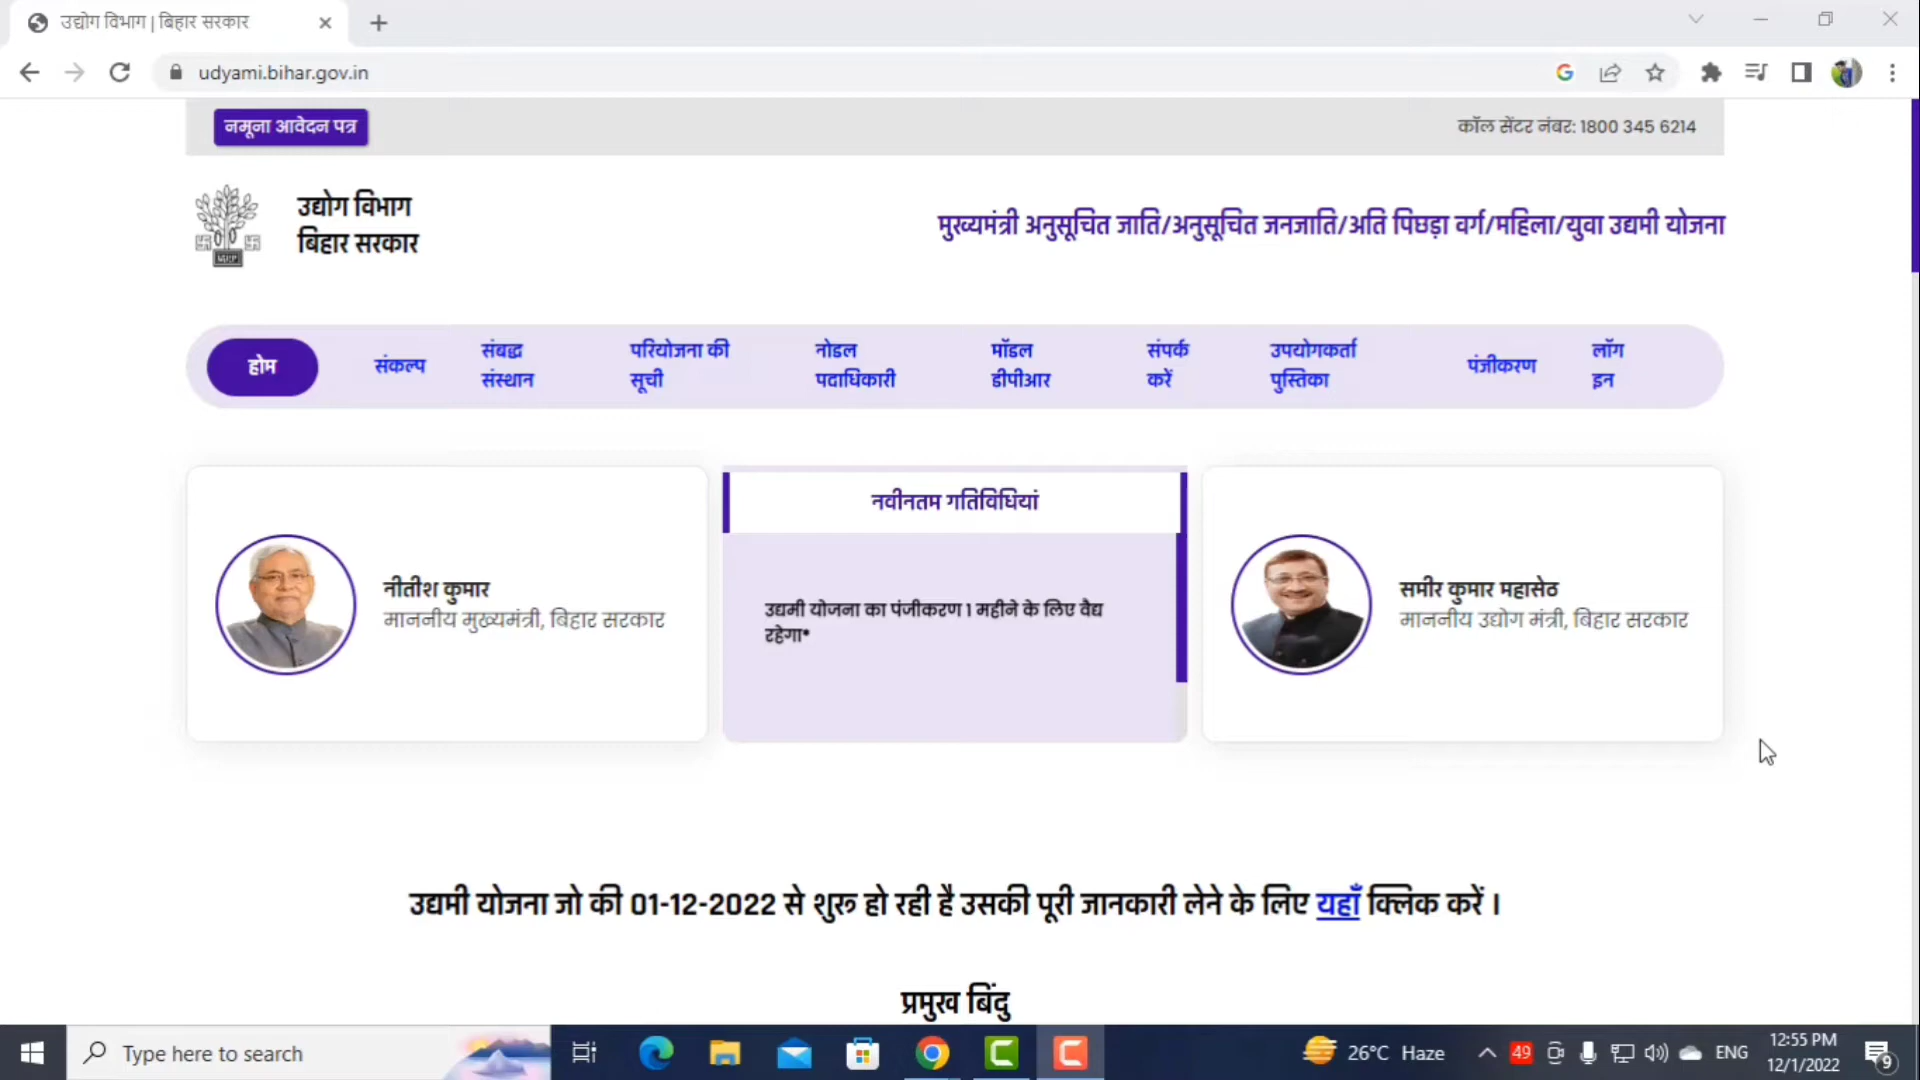 उद्योग विभाग | बिहार सरकार
udyami.bihar.gov.in
नमूना आवेदन पत्र
कॉल सेंटर नंबर: 1800 345 6214
उद्योग विभाग
बिहार सरकार
मुख्यमंत्री अनुसूचित जाति/अनुसूचित जनजाति/अति पिछड़ा वर्ग/महिला/युवा उद्यमी योजना
होम
संकल्प
संबद्ध
संस्थान
परियोजना की
सूची
नोडल
पदाधिकारी
मॉडल
डीपीआर
संपर्क
करें
उपयोगकर्ता
पुस्तिका
पंजीकरण
लॉग
इन
नीतीश कुमार
माननीय मुख्यमंत्री, बिहार सरकार
नवीनतम गतिविधियां
उद्यमी योजना का पंजीकरण 1 महीने के लिए वैद्य
रहेगा*
समीर कुमार महासेठ
माननीय उद्योग मंत्री, बिहार सरकार
उद्यमी योजना जो की 01-12-2022 से शुरू हो रही है उसकी पूरी जानकारी लेने के लिए यहाँ क्लिक करें ।
प्रमुख बिंदु
Type here to search
26°C Haze
49
ENG
12:55 PM
12/1/2022
9